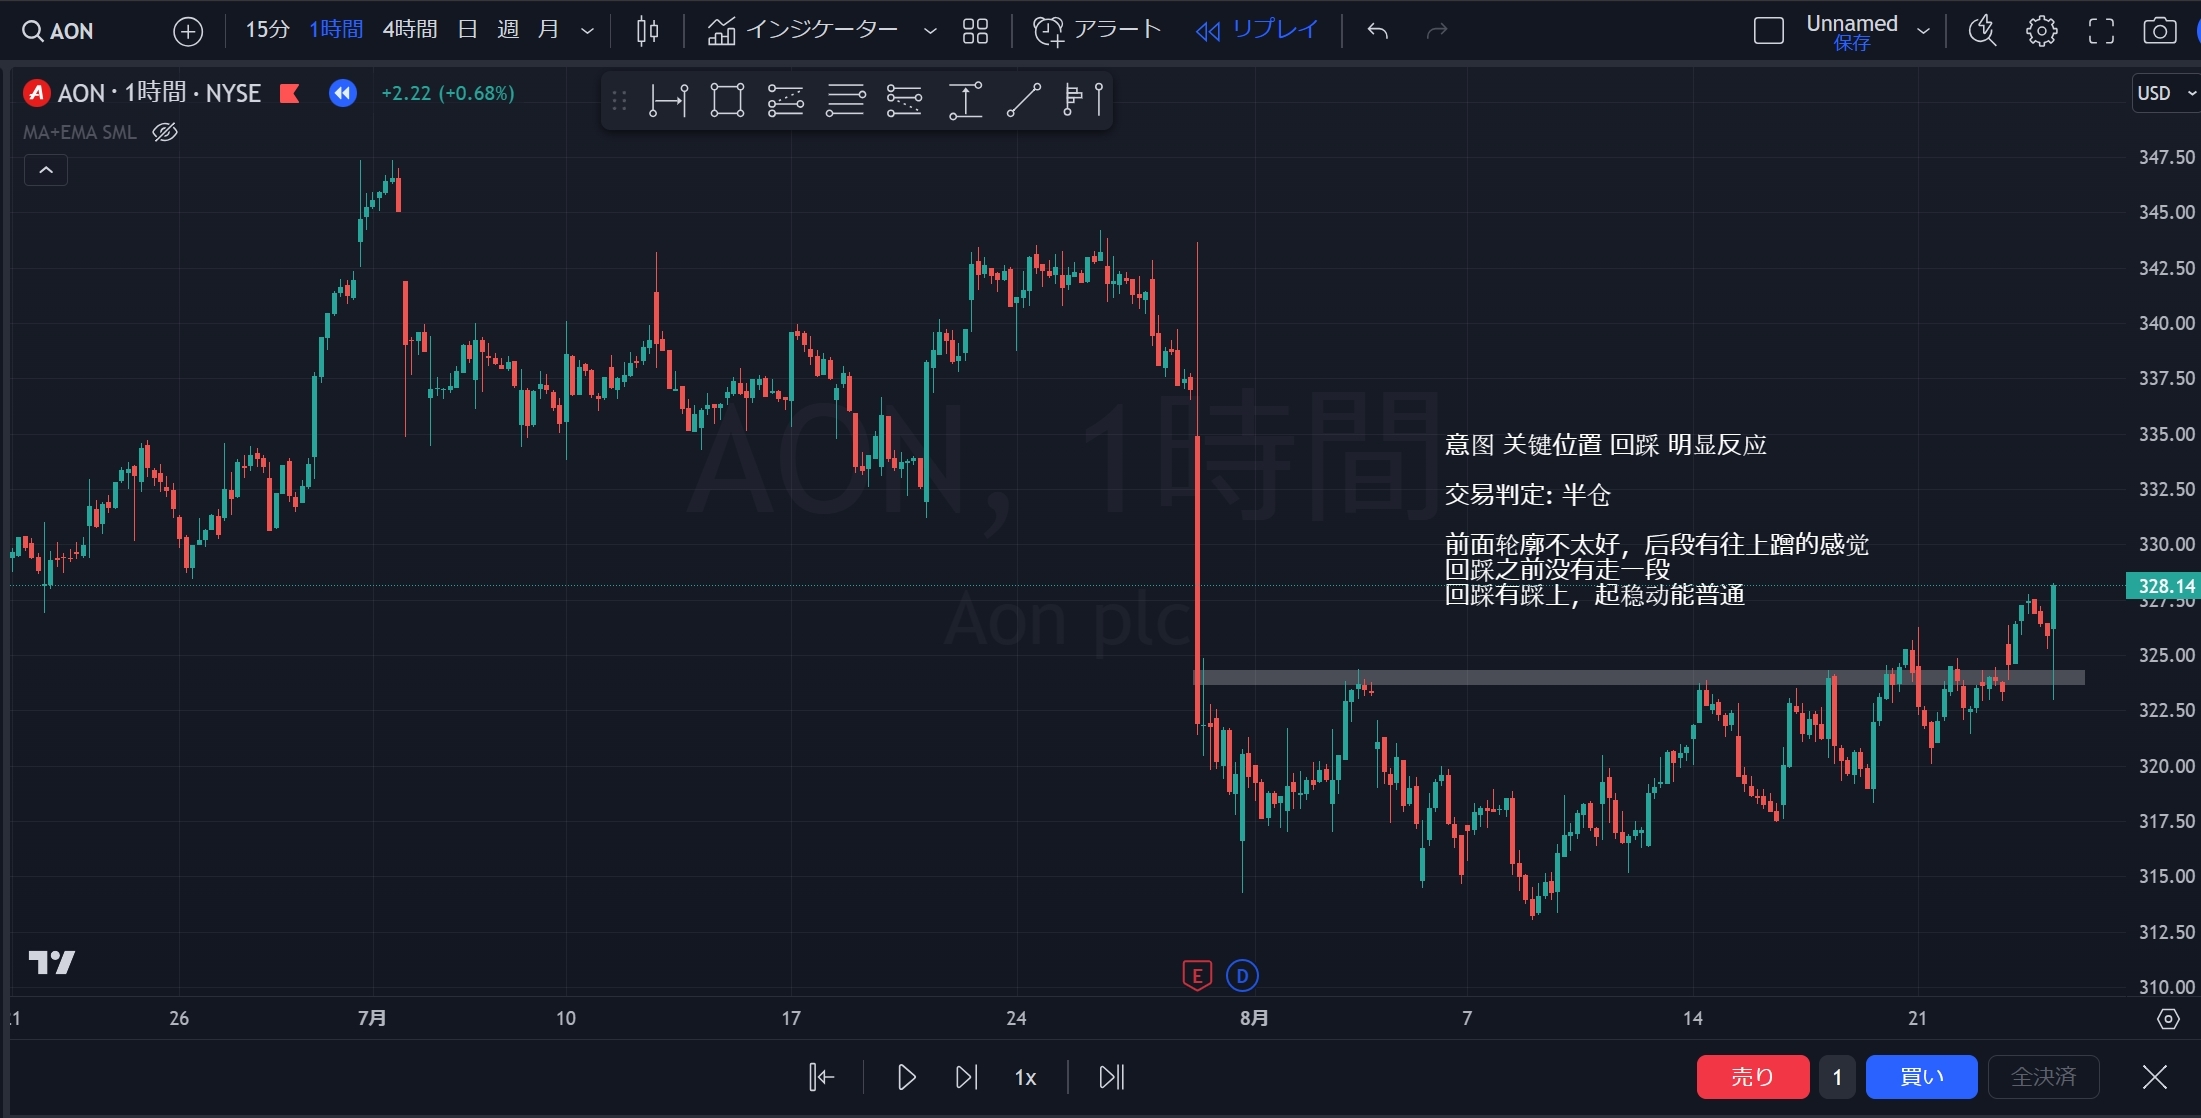 AON
15分 1時間 4時間 日 週 月
インジケーター
アラート
リプレイ
Unnamed
保存
AON · 1時間 · NYSE
+2.22 (+0.68%)
USD
MA+EMA SML
347.50
345.00
342.50
340.00
337.50
335.00
332.50
330.00
328.14
327.50
325.00
322.50
320.00
317.50
315.00
312.50
310.00
AON, 1時間
Aon plc
意图 关键位置 回踩 明显反应
交易判定: 半仓
前面轮廓不太好，后段有往上蹭的感觉
回踩之前没有走一段
回踩有踩上，起稳动能普通
E D
26 7月 10 17 24 8月 7 14 21
1x
売り 1 買い 全決済